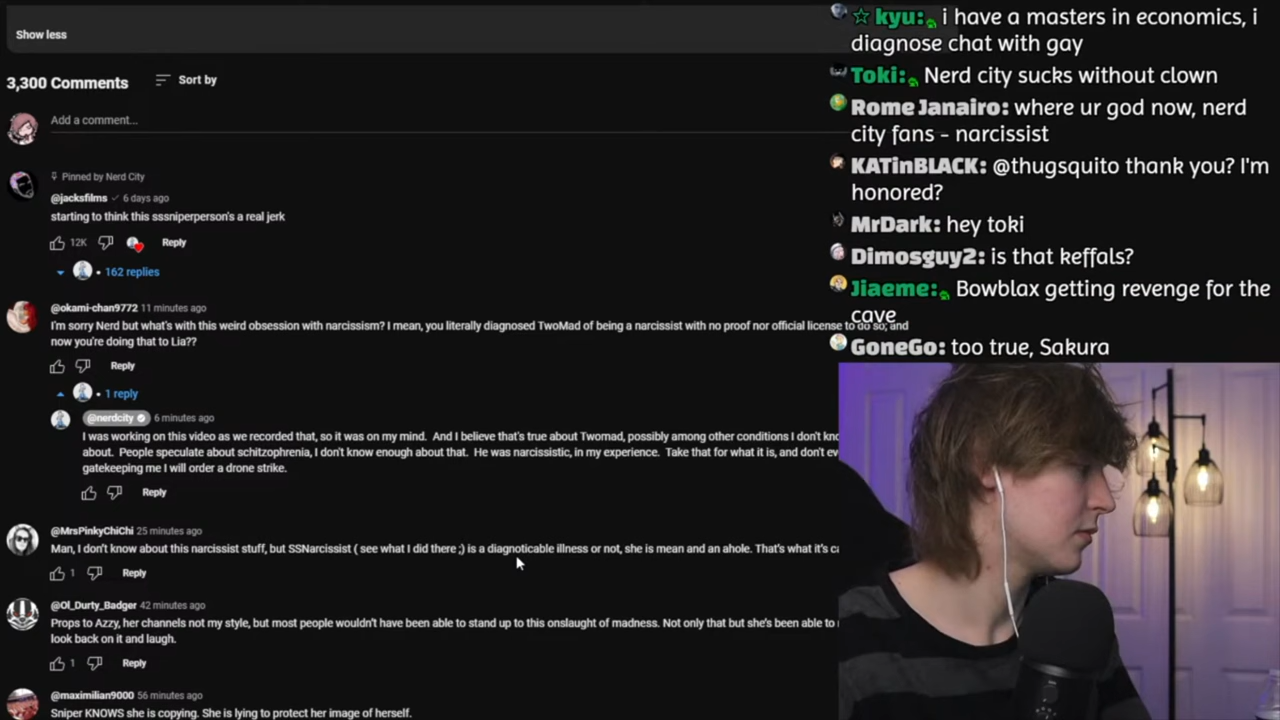 Show less
3,300 Comments
Sort by
Add a comment...
Pinned by Nerd City
@jacksfilms 6 days ago
starting to think this sssniperperson's a real jerk
12K Reply
162 replies
@okami-chan9772 11 minutes ago
I'm sorry Nerd but what's with this weird obsession with narcissism? I mean, you literally diagnosed TwoMad of being a narcissist with no proof nor official license to do so, and
now you're doing that to Lia??
Reply
1 reply
@nerdcity 6 minutes ago
I was working on this video as we recorded that, so it was on my mind. And I believe that's true about Twomad, possibly among other conditions I don't
about. People speculate about schitzophrenia, I don't know enough about that. He was narcissistic, in my experience. Take that for what it is, and don't
gatekeeping me I will order a drone strike.
Reply
@MrsPinkyChiChi 25 minutes ago
Man, I don't know about this narcissist stuff, but SSNarcissist ( see what I did there ;) is a diagnoticable illness or not, she is mean and an ahole. That's what it's
1 Reply
@Ol_Durty_Badger 42 minutes ago
Props to Azzy, her channels not my style, but most people wouldn't have been able to stand up to this onslaught of madness. Not only that but she's been able to
look back on it and laugh.
1 Reply
@maximilian9000 56 minutes ago
Sniper KNOWS she is copying. She is lying to protect her image of herself.
☆ kyu: i have a masters in economics, i
diagnose chat with gay
Toki: Nerd city sucks without clown
Rome Janairo: where ur god now, nerd
city fans - narcissist
KATinBLACK: @thugsquito thank you? I'm
honored?
MrDark: hey toki
Dimosguy2: is that keffals?
Jiaeme: Bowblax getting revenge for the
cave
GoneGo: too true, Sakura